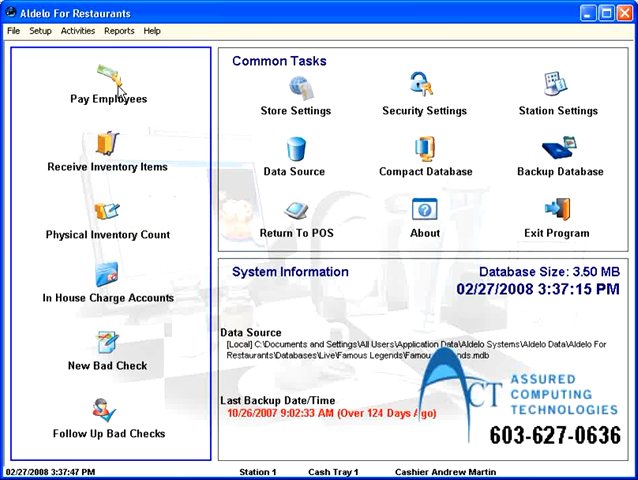 Aldelo For Restaurants
File Setup Activities Reports Help
Pay Employees
Receive Inventory Items
Physical Inventory Count
In House Charge Accounts
New Bad Check
Follow Up Bad Checks
Common Tasks
Store Settings Security Settings Station Settings
Data Source Compact Database Backup Database
Return To POS About Exit Program
System Information Database Size: 3.50 MB
02/27/2008 3:37:15 PM
Data Source
[Local] C:\Documents and Settings\All Users\Application Data\Aldelo Systems\Aldelo Data\Aldelo For
Restaurants\Databases\Live\Famous Legends\Famous Legends.mdb
Last Backup Date/Time
10/26/2007 9:02:33 AM (Over 124 Days Ago)
ACT ASSURED
COMPUTING
TECHNOLOGIES
603-627-0636
02/27/2008 3:37:47 PM Station 1 Cash Tray 1 Cashier Andrew Martin